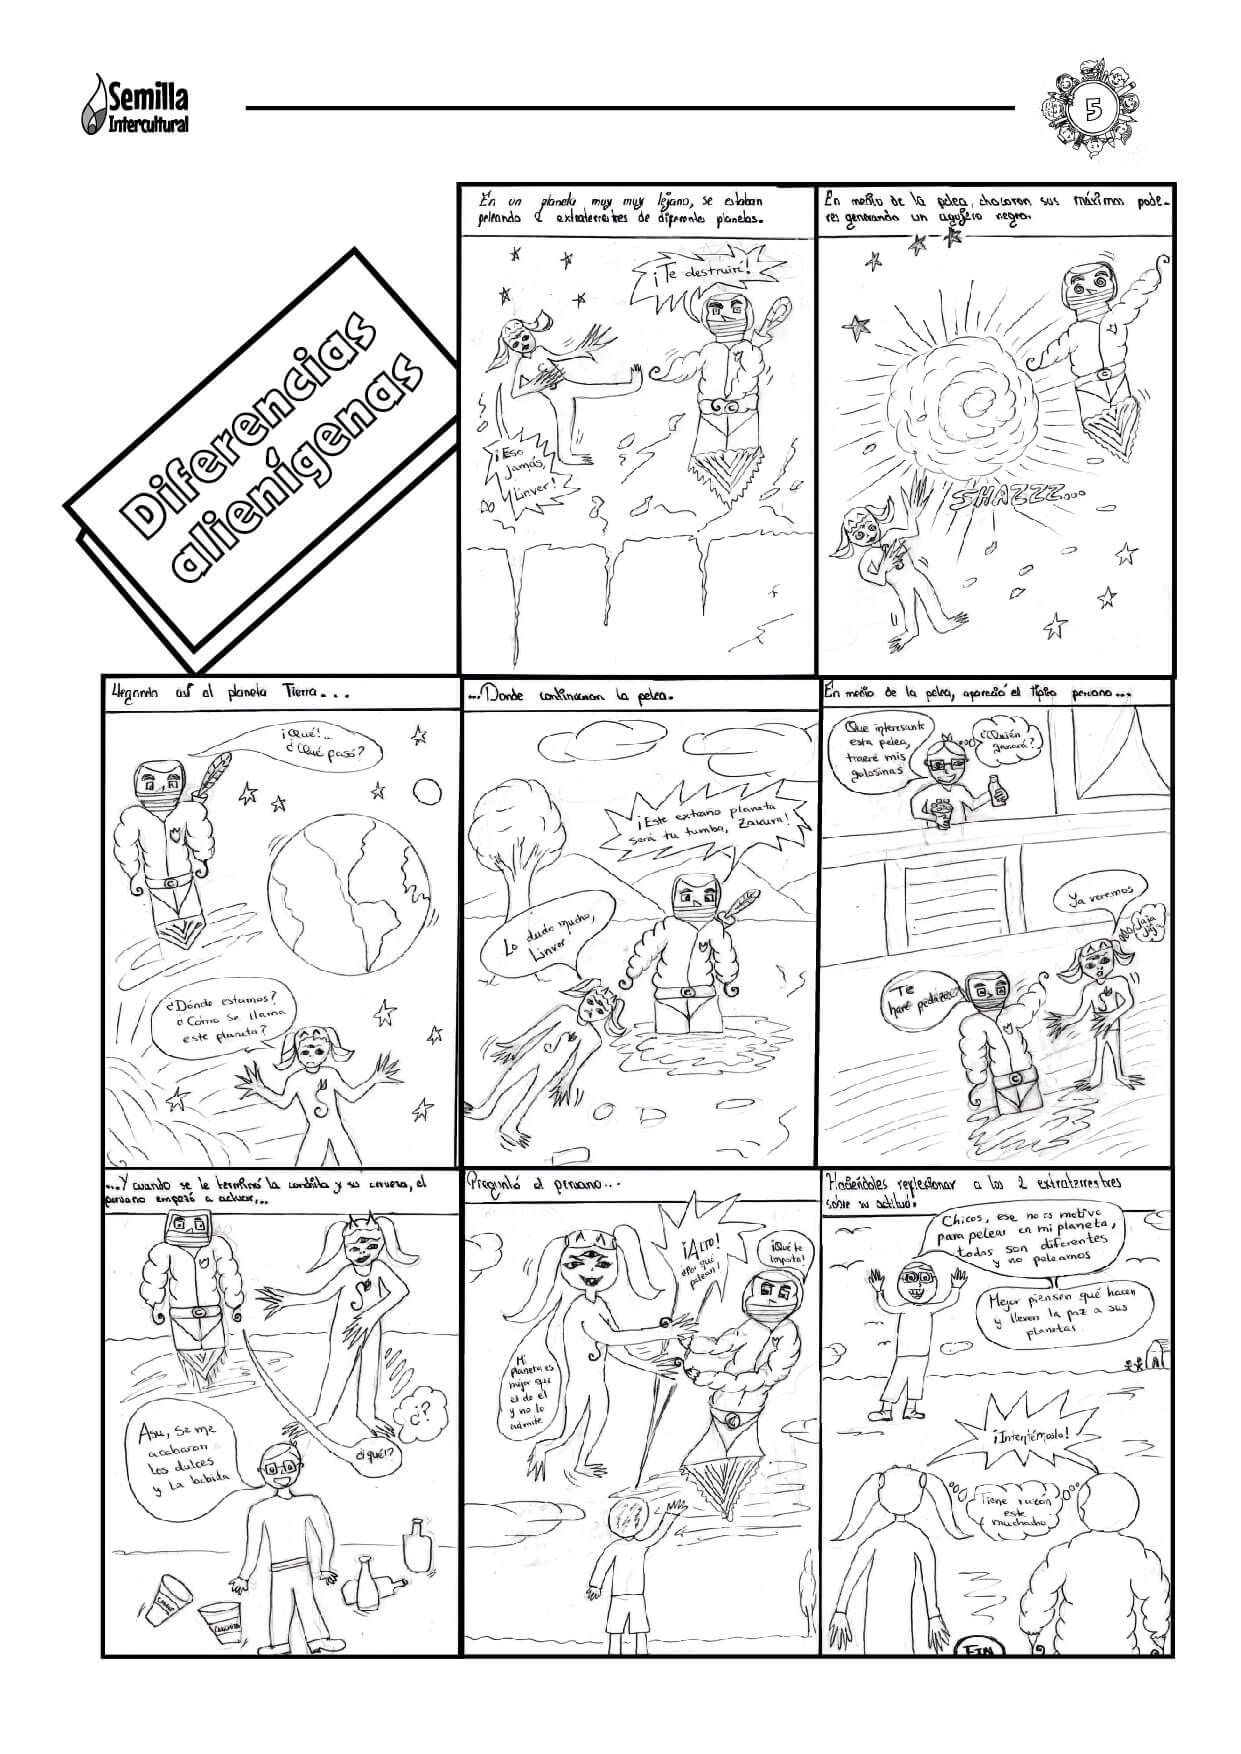 Semilla
Intercultural
5
Diferencias
alienígenas
En un planeta muy muy lejano, se estaban
peleando 2 extraterrestres de diferentes planetas.
¡Te destruiré!
¡Eso
jamás,
Linver!
En medio de la pelea, chocaron sus máximos pode-
res generando un agujero negro.
SHAZZZ...
Llegando así al planeta Tierra...
¡Qué!...
¿Qué pasó?
¿Dónde estamos?
o Cómo se llama
este planeta?
...Donde continuaron la pelea.
¡Este extraño planeta
será tu tumba, Zakura!
Lo dudo mucho,
Linver
En medio de la pelea, apareció el típico peruano...
Que interesante
esta pelea,
traeré mis
golosinas
¿Quién
ganará?
Ya veremos
Jaja
jaja
Te
haré pedazos
...Y cuando se le terminó la canchita y su cerveza, el
peruano empezó a actuar...
Asu, se me
acabaron
los dulces
y la bebida
¿?
¿qué!?
CANCHITA
Preguntó el peruano...
¡ALTO!
¿Por qué
pelean?
¡Qué te
importa!
Mi
planeta es
mejor que
el de él
y no lo
admite
Haciéndoles reflexionar a los 2 extraterrestres
sobre su actitud.
Chicos, ese no es motivo
para pelear en mi planeta,
todos son diferentes
y no peleamos
Mejor piensen qué hacen
y lleven la paz a sus
planetas
¡Intentémoslo!
Tiene razón
este
muchacho
FIN